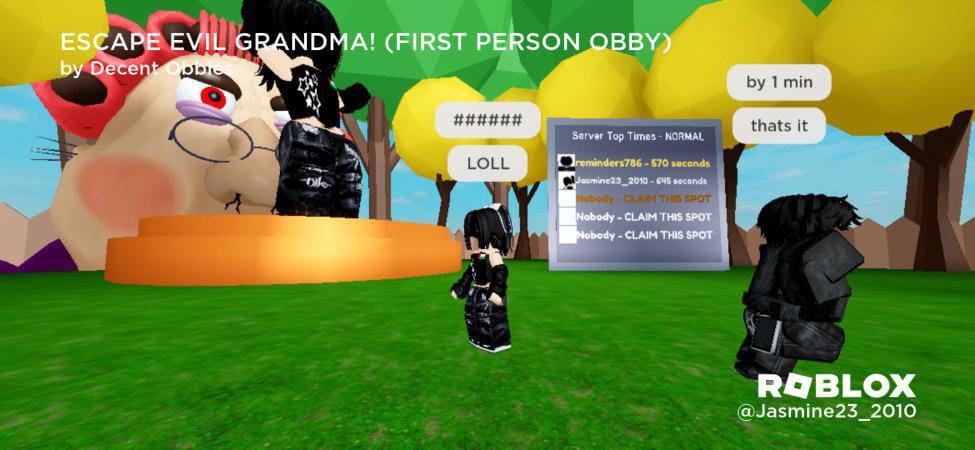 ESCAPE EVIL GRANDMA! (FIRST PERSON OBBY)
by Decent Obbies
######
LOLL
by 1 min
thats it
Server Top Times - NORMAL
reminders786 - 570 seconds
Jasmine23_2010 - 645 seconds
Nobody - CLAIM THIS SPOT
Nobody - CLAIM THIS SPOT
Nobody - CLAIM THIS SPOT
ROBLOX
@Jasmine23_2010